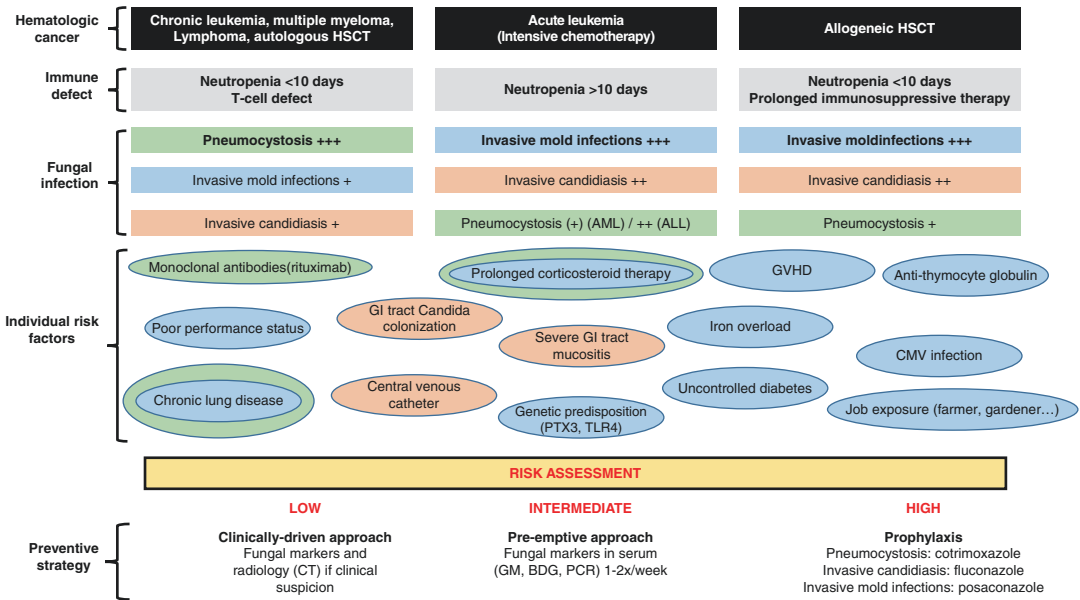 Hematologic
cancer
Chronic leukemia, multiple myeloma,
Lymphoma, autologous HSCT
Acute leukemia
(Intensive chemotherapy)
Allogeneic HSCT
Immune
defect
Neutropenia <10 days
T-cell defect
Neutropenia >10 days
Neutropenia <10 days
Prolonged immunosuppressive therapy
Fungal
infection
Pneumocystosis +++
Invasive mold infections +++
Invasive moldinfections +++
Invasive mold infections +
Invasive candidiasis ++
Invasive candidiasis ++
Invasive candidiasis +
Pneumocystosis (+) (AML) / ++ (ALL)
Pneumocystosis +
Individual risk
factors
Monoclonal antibodies(rituximab)
Prolonged corticosteroid therapy
GVHD
Anti-thymocyte globulin
Poor performance status
GI tract Candida
colonization
Severe GI tract
mucositis
Iron overload
CMV infection
Chronic lung disease
Central venous
catheter
Genetic predisposition
(PTX3, TLR4)
Uncontrolled diabetes
Job exposure (farmer, gardener…)
RISK ASSESSMENT
LOW
INTERMEDIATE
HIGH
Preventive
strategy
Clinically-driven approach
Fungal markers and
radiology (CT) if clinical
suspicion
Pre-emptive approach
Fungal markers in serum
(GM, BDG, PCR) 1-2x/week
Prophylaxis
Pneumocystosis: cotrimoxazole
Invasive candidiasis: fluconazole
Invasive mold infections: posaconazole